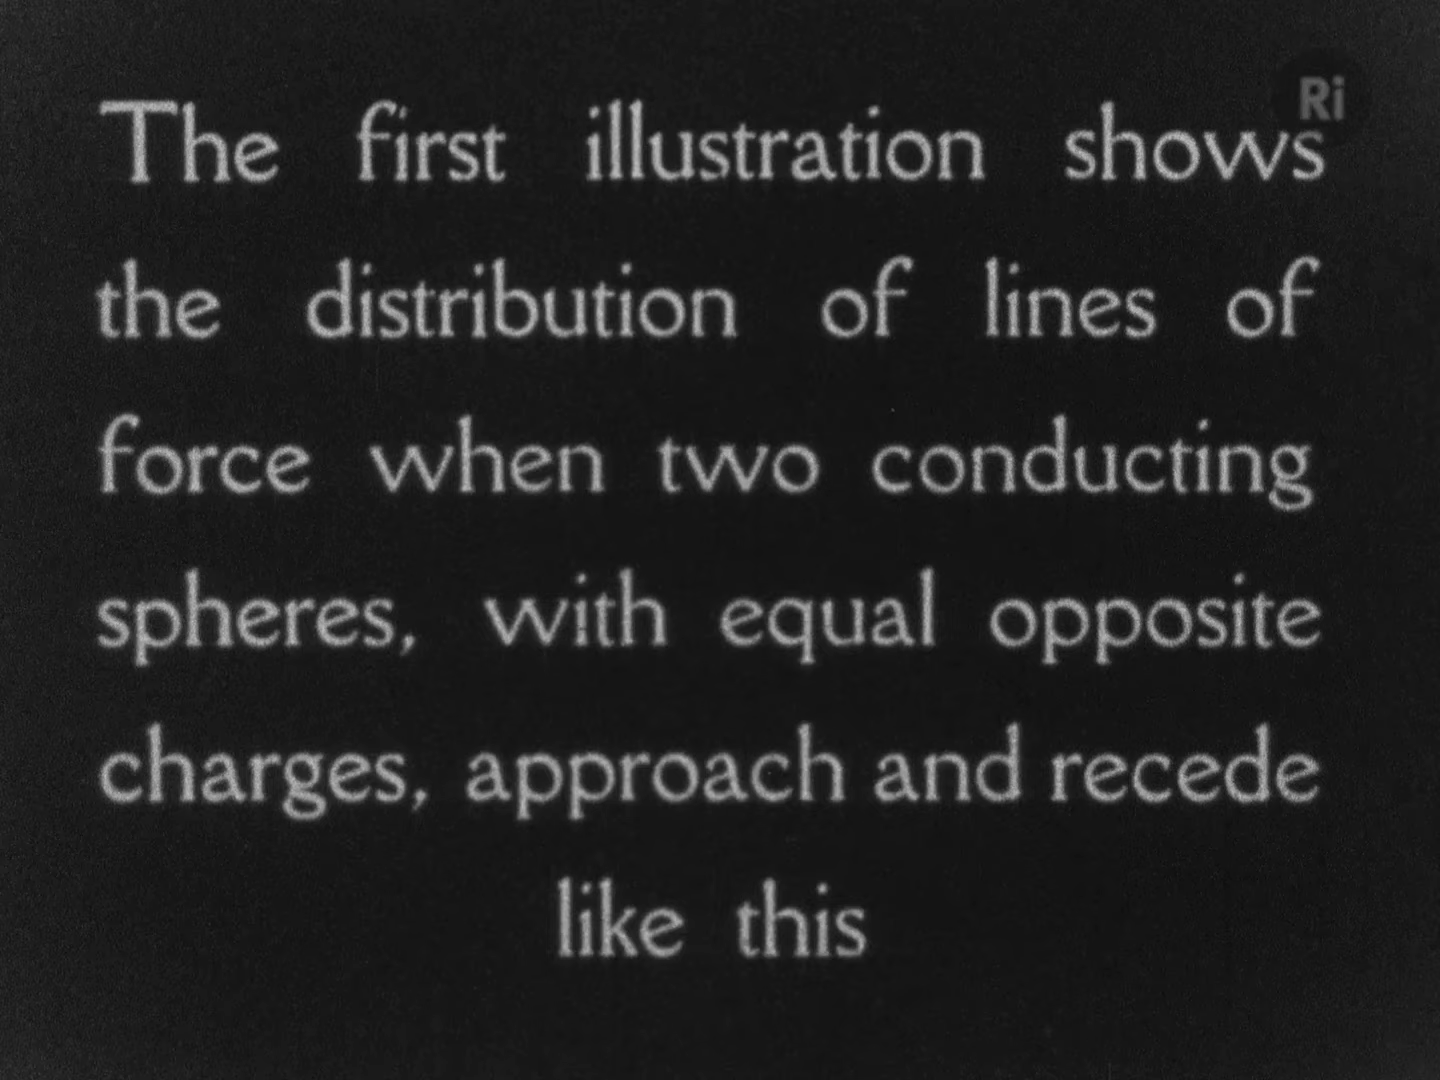 Ri
The first illustration shows
the distribution of lines of
force when two conducting
spheres, with equal opposite
charges, approach and recede
like this